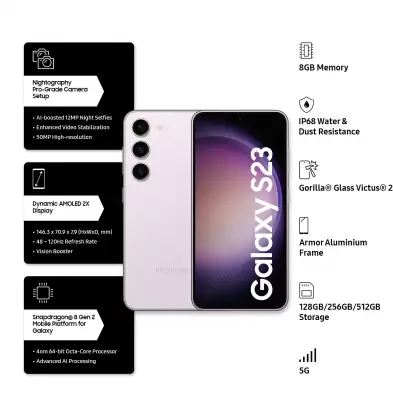 Nightography
Pro-Grade Camera
Setup
• AI-boosted 12MP Night Selfies
• Enhanced Video Stabilization
• 50MP High-resolution
Dynamic AMOLED 2X
Display
• 146.3 x 70.9 x 7.9 (HxWxD, mm)
• 48 – 120Hz Refresh Rate
• Vision Booster
Snapdragon® 8 Gen 2
Mobile Platform for
Galaxy
• 4nm 64-bit Octa-Core Processor
• Advanced AI Processing
SAMSUNG
Galaxy S23
8GB Memory
IP68 Water &
Dust Resistance
Gorilla® Glass Victus® 2
Armor Aluminium
Frame
128GB/256GB/512GB
Storage
5G